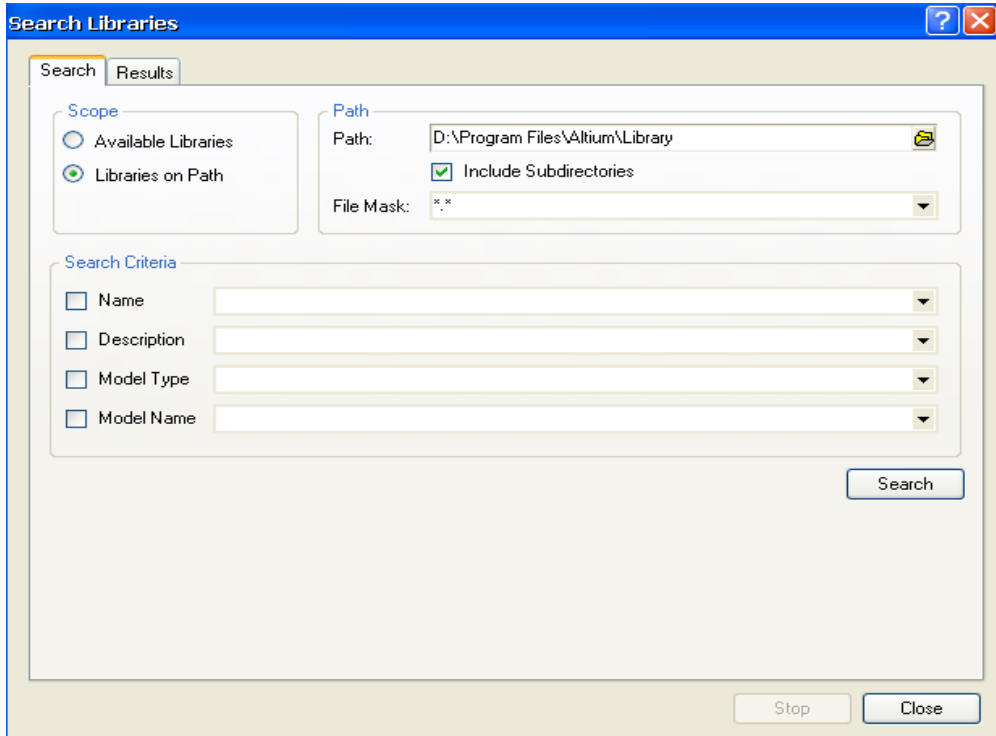 Search Libraries
Search
Results
Scope
Available Libraries
Libraries on Path
Path
Path: D:\Program Files\Altium\Library
Include Subdirectories
File Mask: *.*
Search Criteria
Name
Description
Model Type
Model Name
Search
Stop
Close